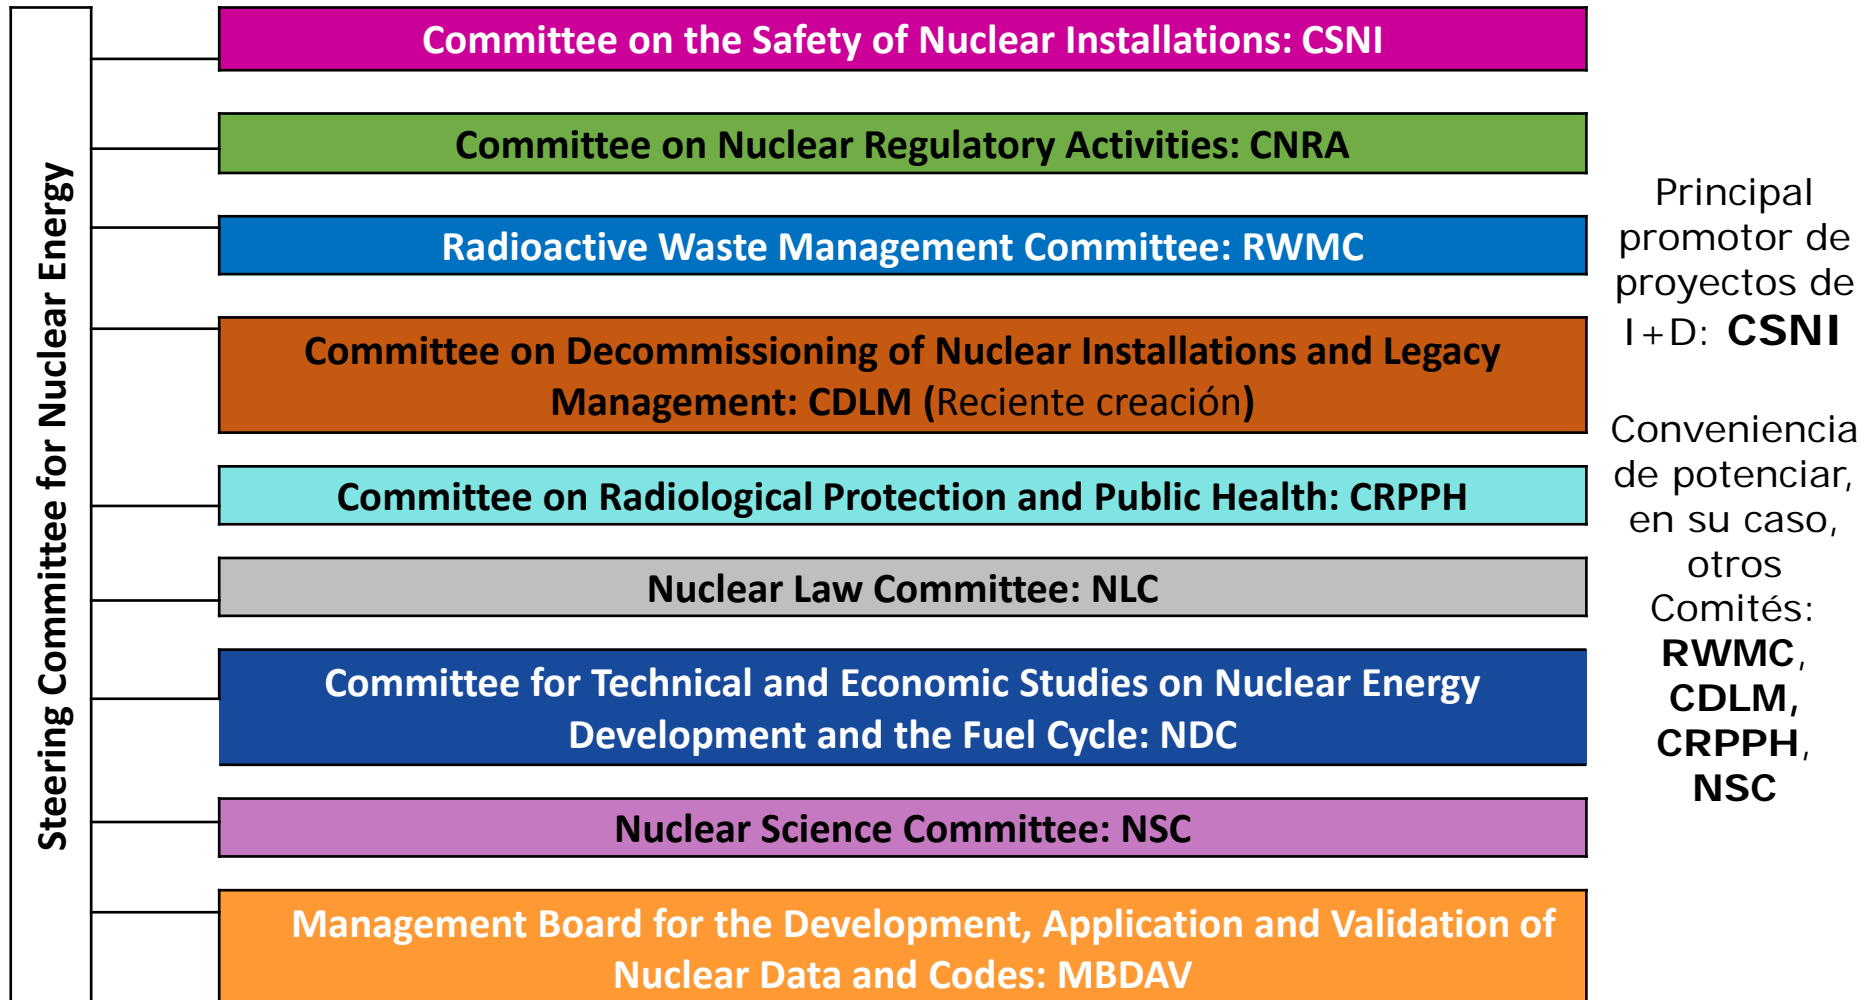 Steering Committee for Nuclear Energy
Committee on the Safety of Nuclear Installations: CSNI
Committee on Nuclear Regulatory Activities: CNRA
Radioactive Waste Management Committee: RWMC
Committee on Decommissioning of Nuclear Installations and Legacy
Management: CDLM (Reciente creación)
Committee on Radiological Protection and Public Health: CRPPH
Nuclear Law Committee: NLC
Committee for Technical and Economic Studies on Nuclear Energy
Development and the Fuel Cycle: NDC
Nuclear Science Committee: NSC
Management Board for the Development, Application and Validation of
Nuclear Data and Codes: MBDAV
Principal
promotor de
proyectos de
I+D: CSNI
Conveniencia
de potenciar,
en su caso,
otros
Comités:
RWMC,
CDLM,
CRPPH,
NSC